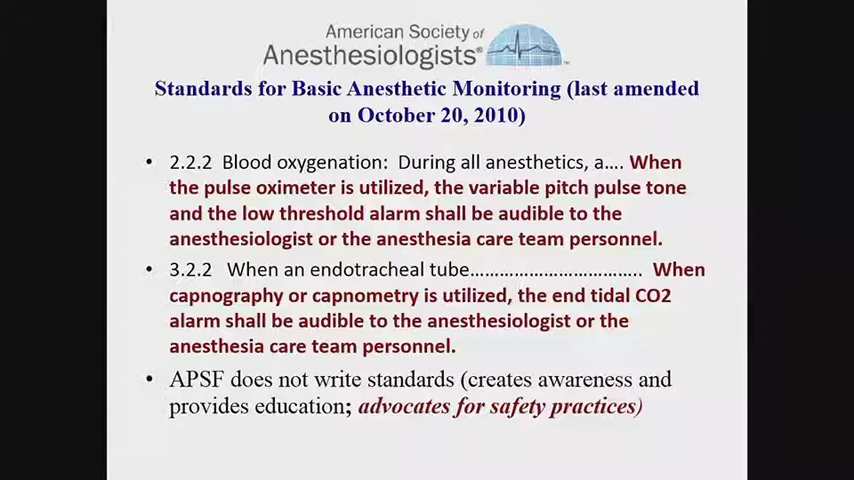 American Society of
Anesthesiologists®
Standards for Basic Anesthetic Monitoring (last amended
on October 20, 2010)
• 2.2.2 Blood oxygenation: During all anesthetics, a…. When
the pulse oximeter is utilized, the variable pitch pulse tone
and the low threshold alarm shall be audible to the
anesthesiologist or the anesthesia care team personnel.
• 3.2.2 When an endotracheal tube……………………………….. When
capnography or capnometry is utilized, the end tidal CO2
alarm shall be audible to the anesthesiologist or the
anesthesia care team personnel.
• APSF does not write standards (creates awareness and
provides education; advocates for safety practices)